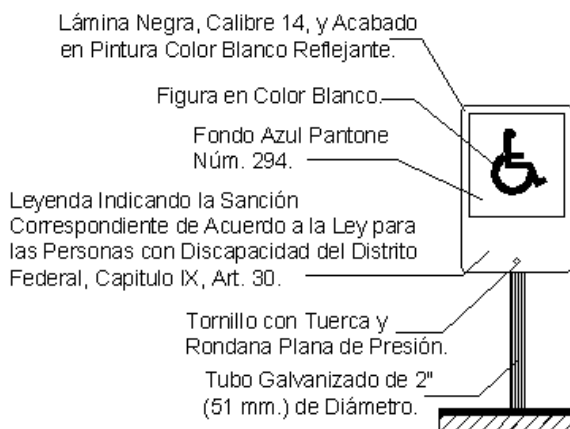 Lámina Negra, Calibre 14, y Acabado
en Pintura Color Blanco Reflejante.
Figura en Color Blanco.
Fondo Azul Pantone
Núm. 294.
Leyenda Indicando la Sanción
Correspondiente de Acuerdo a la Ley para
las Personas con Discapacidad del Distrito
Federal, Capitulo IX, Art. 30.
Tornillo con Tuerca y
Rondana Plana de Presión.
Tubo Galvanizado de 2"
(51 mm.) de Diámetro.